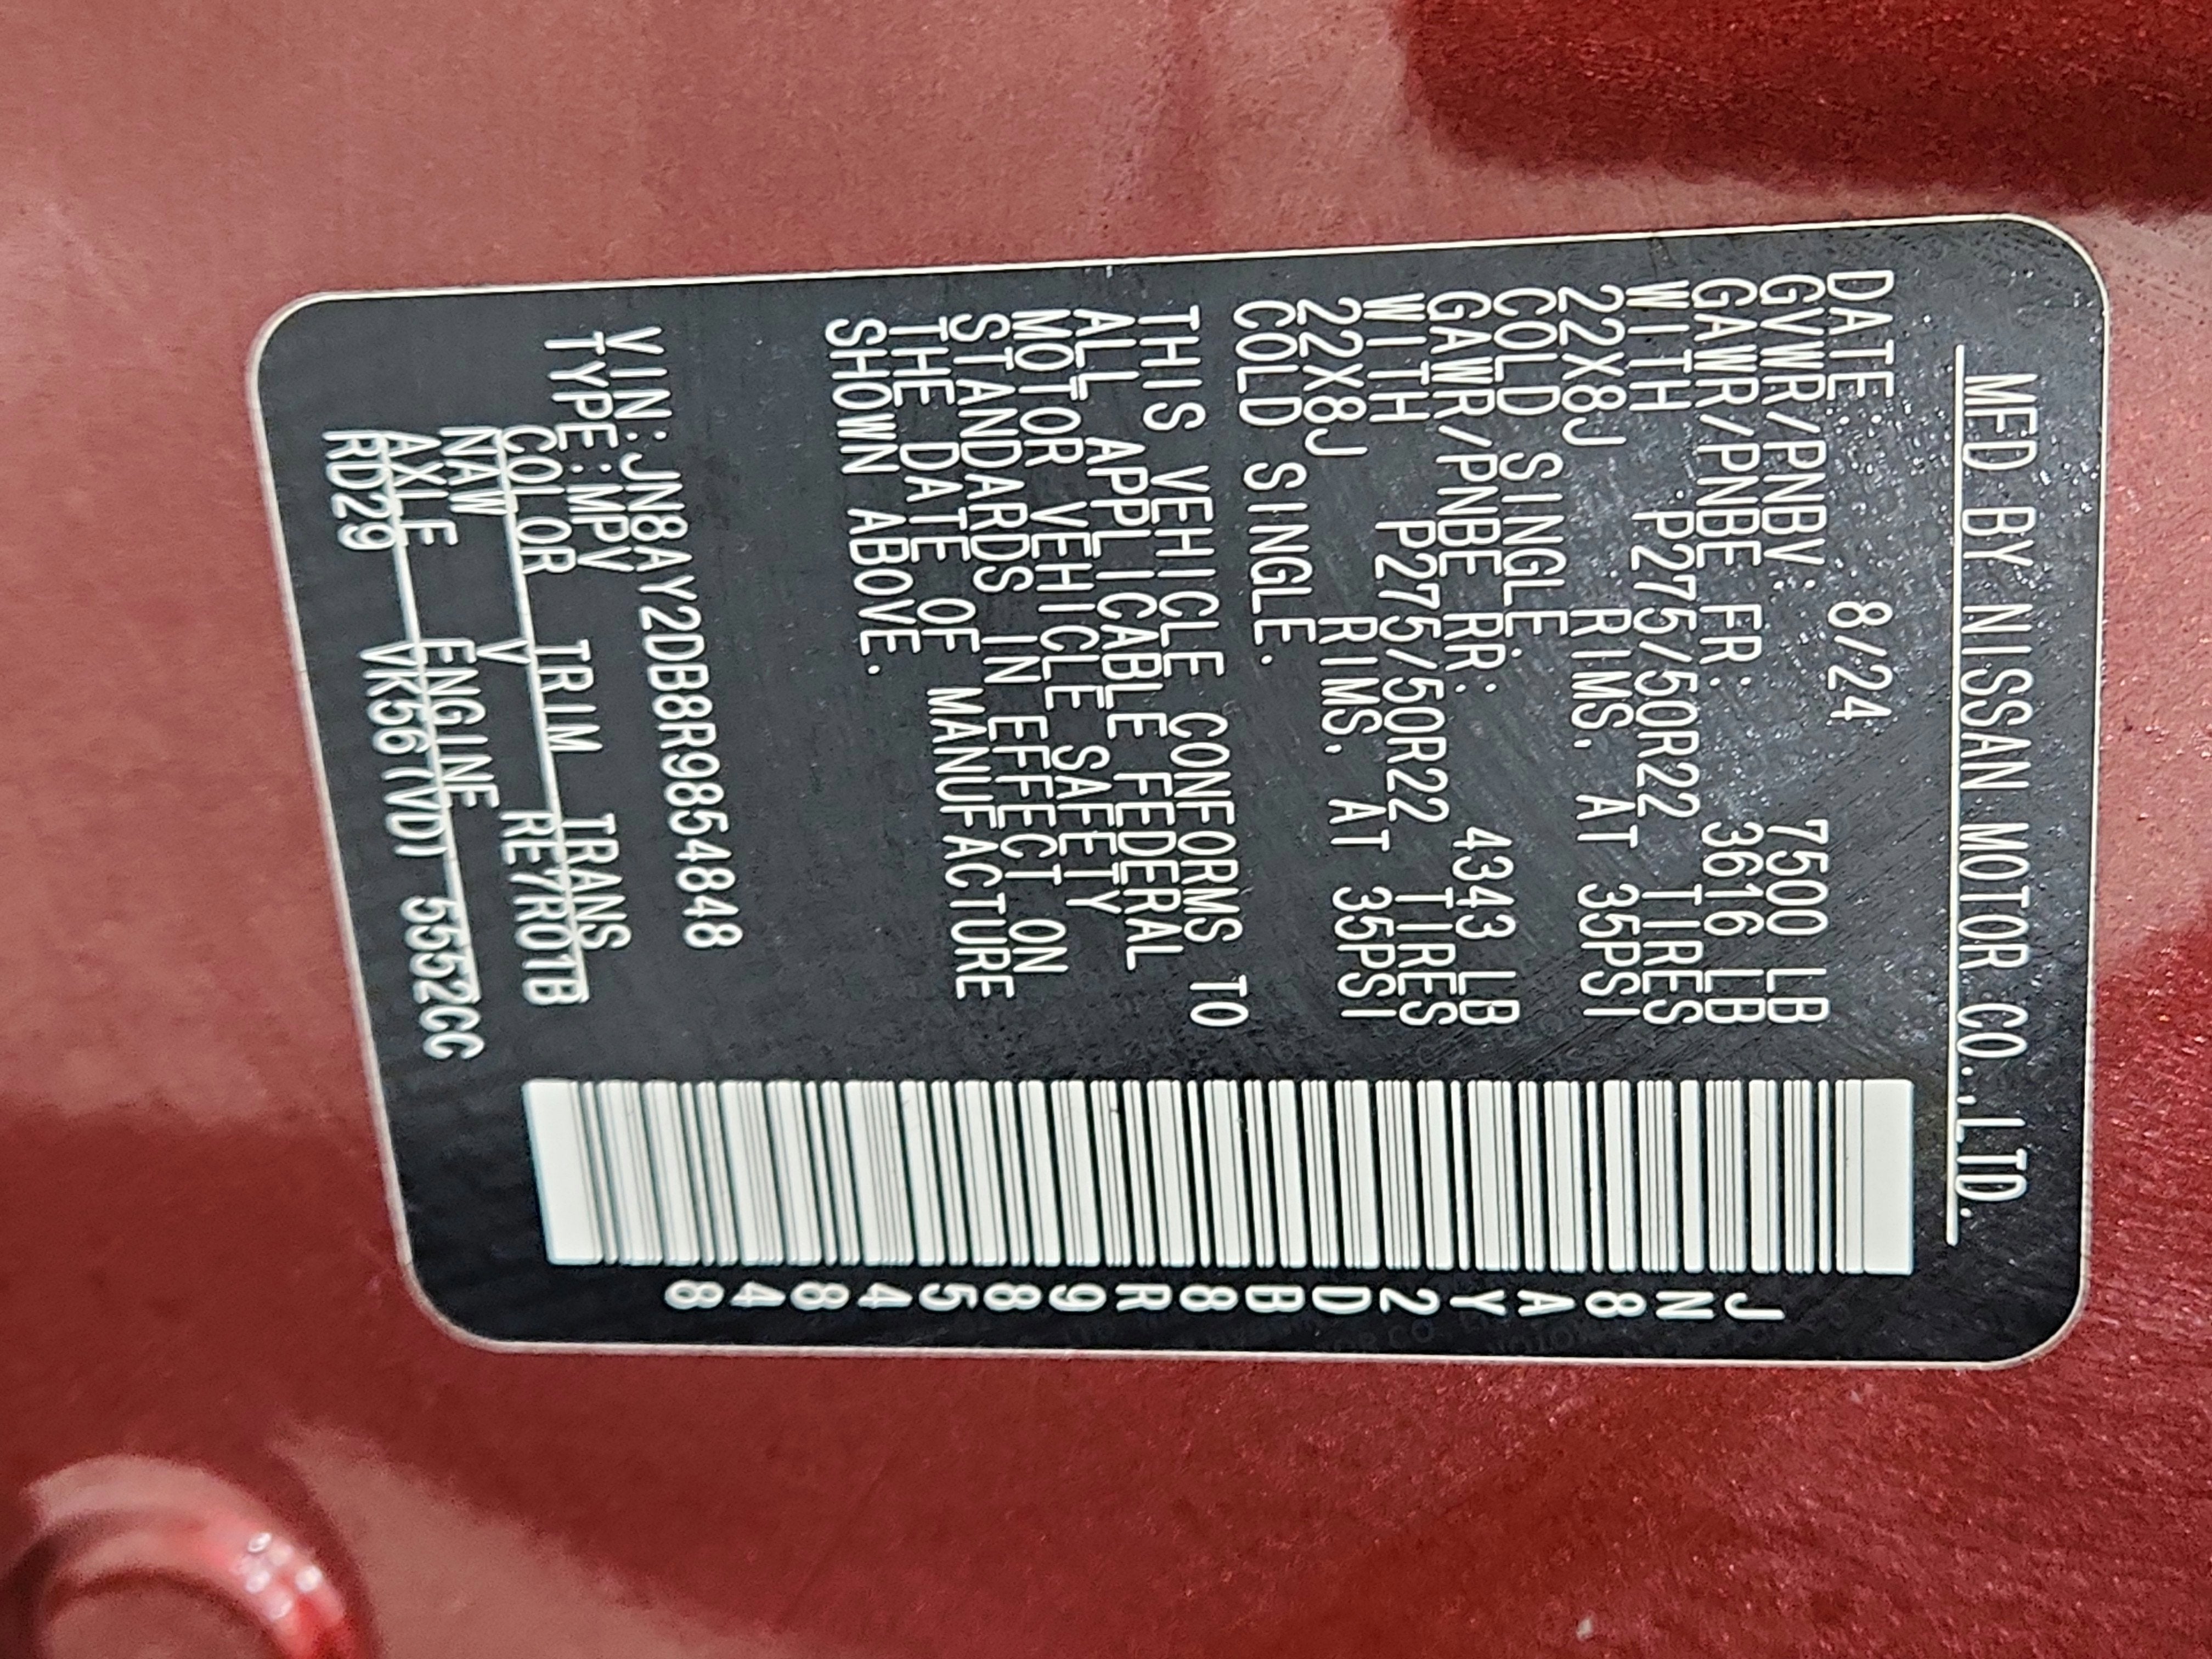 MFD BY NISSAN MOTOR CO.,LTD.
DATE: 8/24
GVWR/PNBV: 7500 LB
GAWR/PNBE FR: 3616 LB
WITH P275/50R22 TIRES
22X8J RIMS, AT 35PSI
COLD SINGLE.
GAWR/PNBE RR: 4343 LB
WITH P275/50R22 TIRES
22X8J RIMS, AT 35PSI
COLD SINGLE.
THIS VEHICLE CONFORMS TO
ALL APPLICABLE FEDERAL
MOTOR VEHICLE SAFETY
STANDARDS IN EFFECT ON
THE DATE OF MANUFACTURE
SHOWN ABOVE.
VIN:JN8AY2DB8R9854848
TYPE:MPV
COLOR TRIM TRANS
NAW V RE7R01B
AXLE ENGINE
RD29 VK56(VD) 5552CC
JN8AY2DB8R9854848